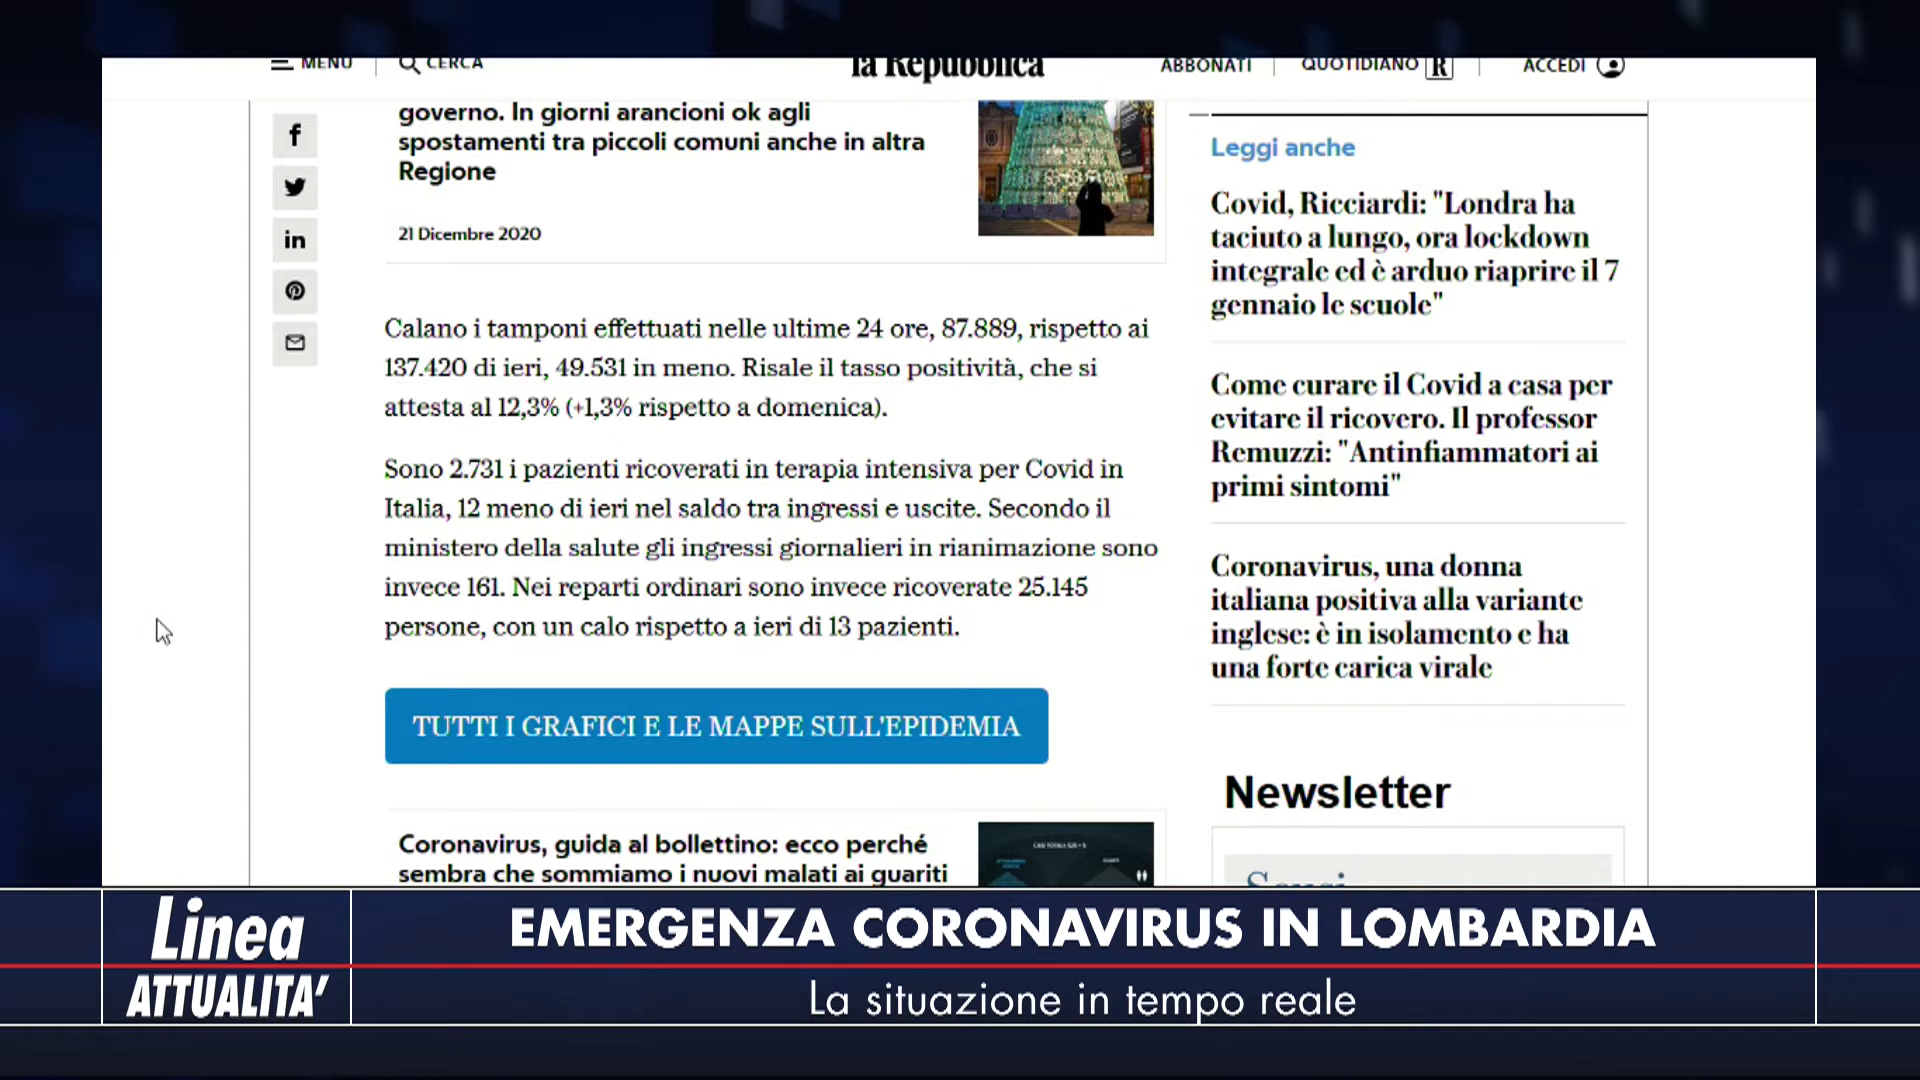 MENU
CERCA
la Repubblica
ABBONATI
QUOTIDIANO R
ACCEDI
governo. In giorni arancioni ok agli
spostamenti tra piccoli comuni anche in altra
Regione
21 Dicembre 2020
Calano i tamponi effettuati nelle ultime 24 ore, 87.889, rispetto ai
137.420 di ieri, 49.531 in meno. Risale il tasso positività, che si
attesta al 12,3% (+1,3% rispetto a domenica).
Sono 2.731 i pazienti ricoverati in terapia intensiva per Covid in
Italia, 12 meno di ieri nel saldo tra ingressi e uscite. Secondo il
ministero della salute gli ingressi giornalieri in rianimazione sono
invece 161. Nei reparti ordinari sono invece ricoverate 25.145
persone, con un calo rispetto a ieri di 13 pazienti.
TUTTI I GRAFICI E LE MAPPE SULL'EPIDEMIA
Coronavirus, guida al bollettino: ecco perché
sembra che sommiamo i nuovi malati ai guariti
Leggi anche
Covid, Ricciardi: "Londra ha
taciuto a lungo, ora lockdown
integrale ed è arduo riaprire il 7
gennaio le scuole"
Come curare il Covid a casa per
evitare il ricovero. Il professor
Remuzzi: "Antinfiammatori ai
primi sintomi"
Coronavirus, una donna
italiana positiva alla variante
inglese: è in isolamento e ha
una forte carica virale
Newsletter
Linea
ATTUALITA'
EMERGENZA CORONAVIRUS IN LOMBARDIA
La situazione in tempo reale